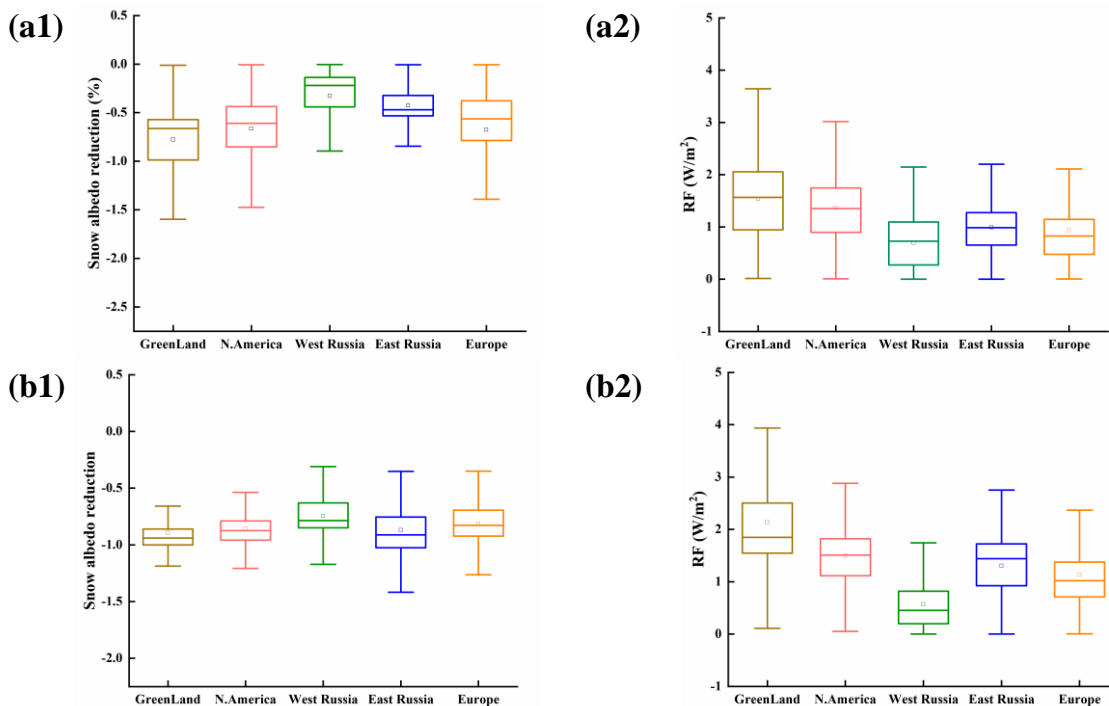 (a1)
Snow albedo reduction (%)
0.5
0.0
-0.5
-1.0
-1.5
-2.0
-2.5
GreenLand N.America West Russia East Russia Europe
(a2)
RF (W/m²)
5
4
3
2
1
0
-1
GreenLand N.America West Russia East Russia Europe
(b1)
Snow albedo reduction
0.5
0.0
-0.5
-1.0
-1.5
-2.0
GreenLand N.America West Russia East Russia Europe
(b2)
RF (W/m²)
5
4
3
2
1
0
-1
GreenLand N.America West Russia East Russia Europe